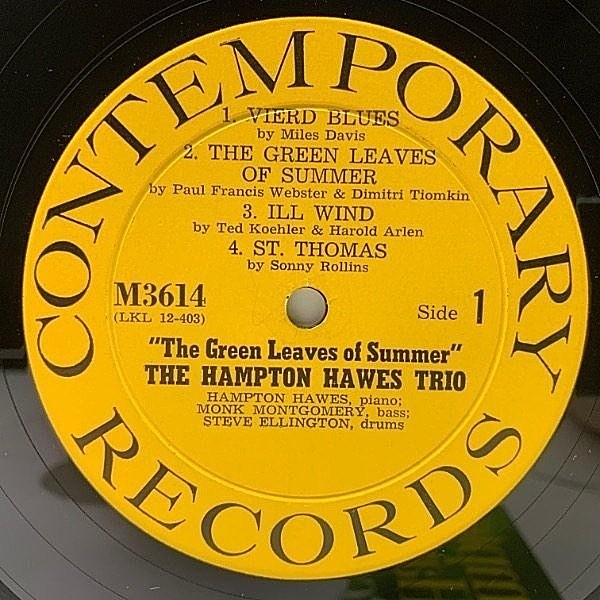 CONTEMPORARY
1. VIERD BLUES
by Miles Davis
2. THE GREEN LEAVES
OF SUMMER
by Paul Francis Webster & Dimitri Tiomkin
3. ILL WIND
by Ted Koehler & Harold Arlen
4. ST. THOMAS
by Sonny Rollins
M3614
(LKL 12-403)
Side 1
"The Green Leaves of Summer"
THE HAMPTON HAWES TRIO
HAMPTON HAWES, piano;
MONK MONTGOMERY, bass;
STEVE ELLINGTON, drums
RECORDS